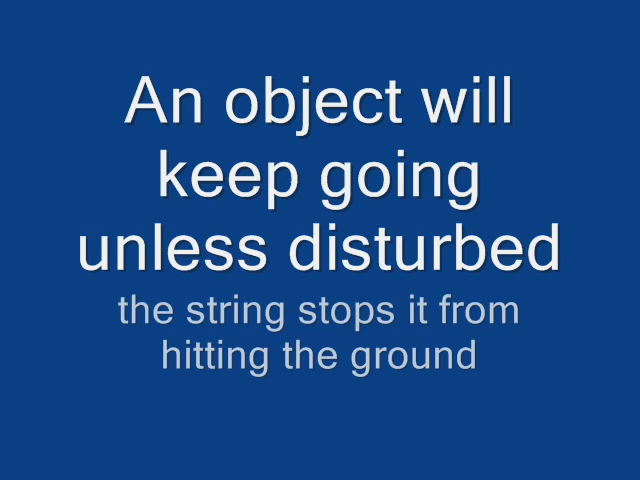 An object will
keep going
unless disturbed
the string stops it from
hitting the ground